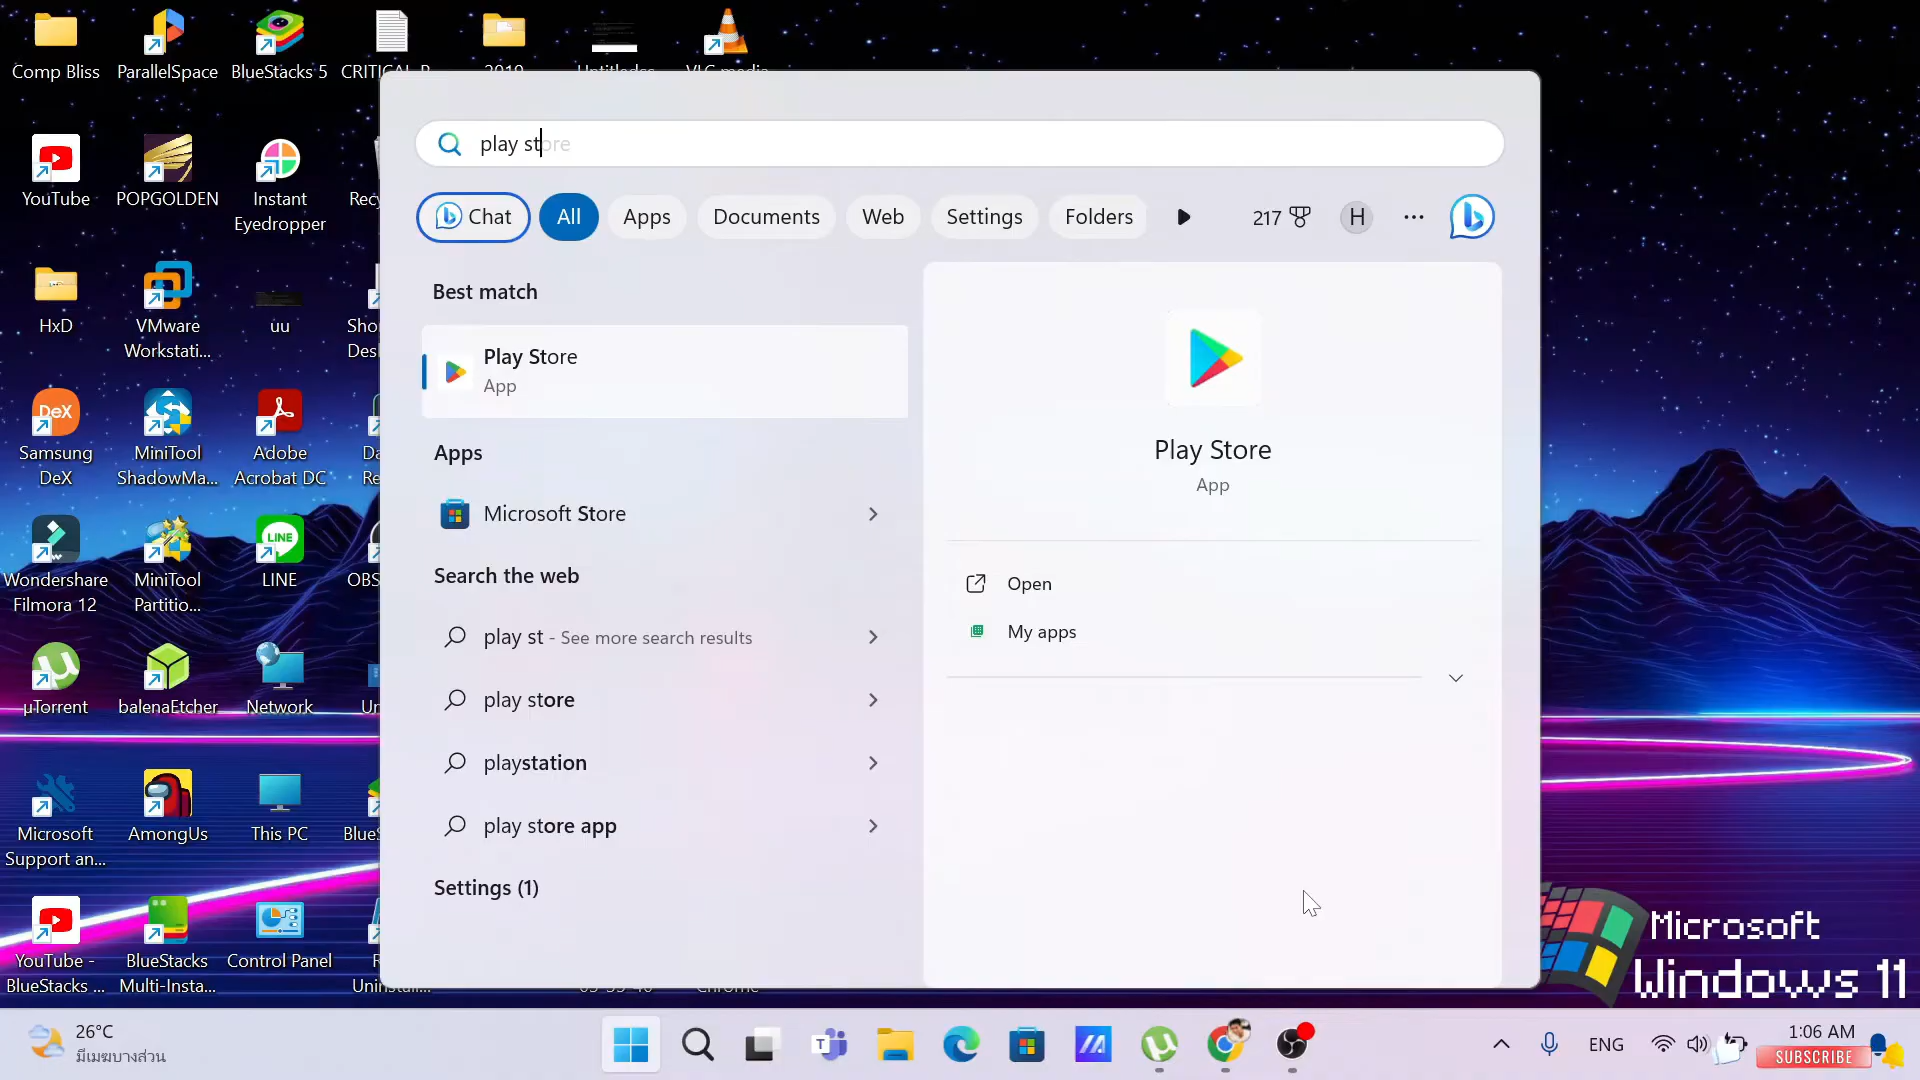 Comp Bliss
ParallelSpace
BlueStacks 5
YouTube
POPGOLDEN
Instant
Eyedropper
HxD
VMware
Workstati...
uu
Samsung
DeX
MiniTool
ShadowMa...
Adobe
Acrobat DC
Wondershare
Filmora 12
MiniTool
Partitio...
LINE
µTorrent
balenaEtcher
Network
Microsoft
Support an...
AmongUs
This PC
YouTube -
BlueStacks ...
BlueStacks
Multi-Insta...
Control Panel
play store
Chat
All
Apps
Documents
Web
Settings
Folders
217
H
Best match
Play Store
App
Apps
Microsoft Store
Search the web
play st - See more search results
play store
playstation
play store app
Settings (1)
Play Store
App
Open
My apps
Microsoft
Windows 11
26°C
มีเมฆบางส่วน
ENG
1:06 AM
SUBSCRIBE